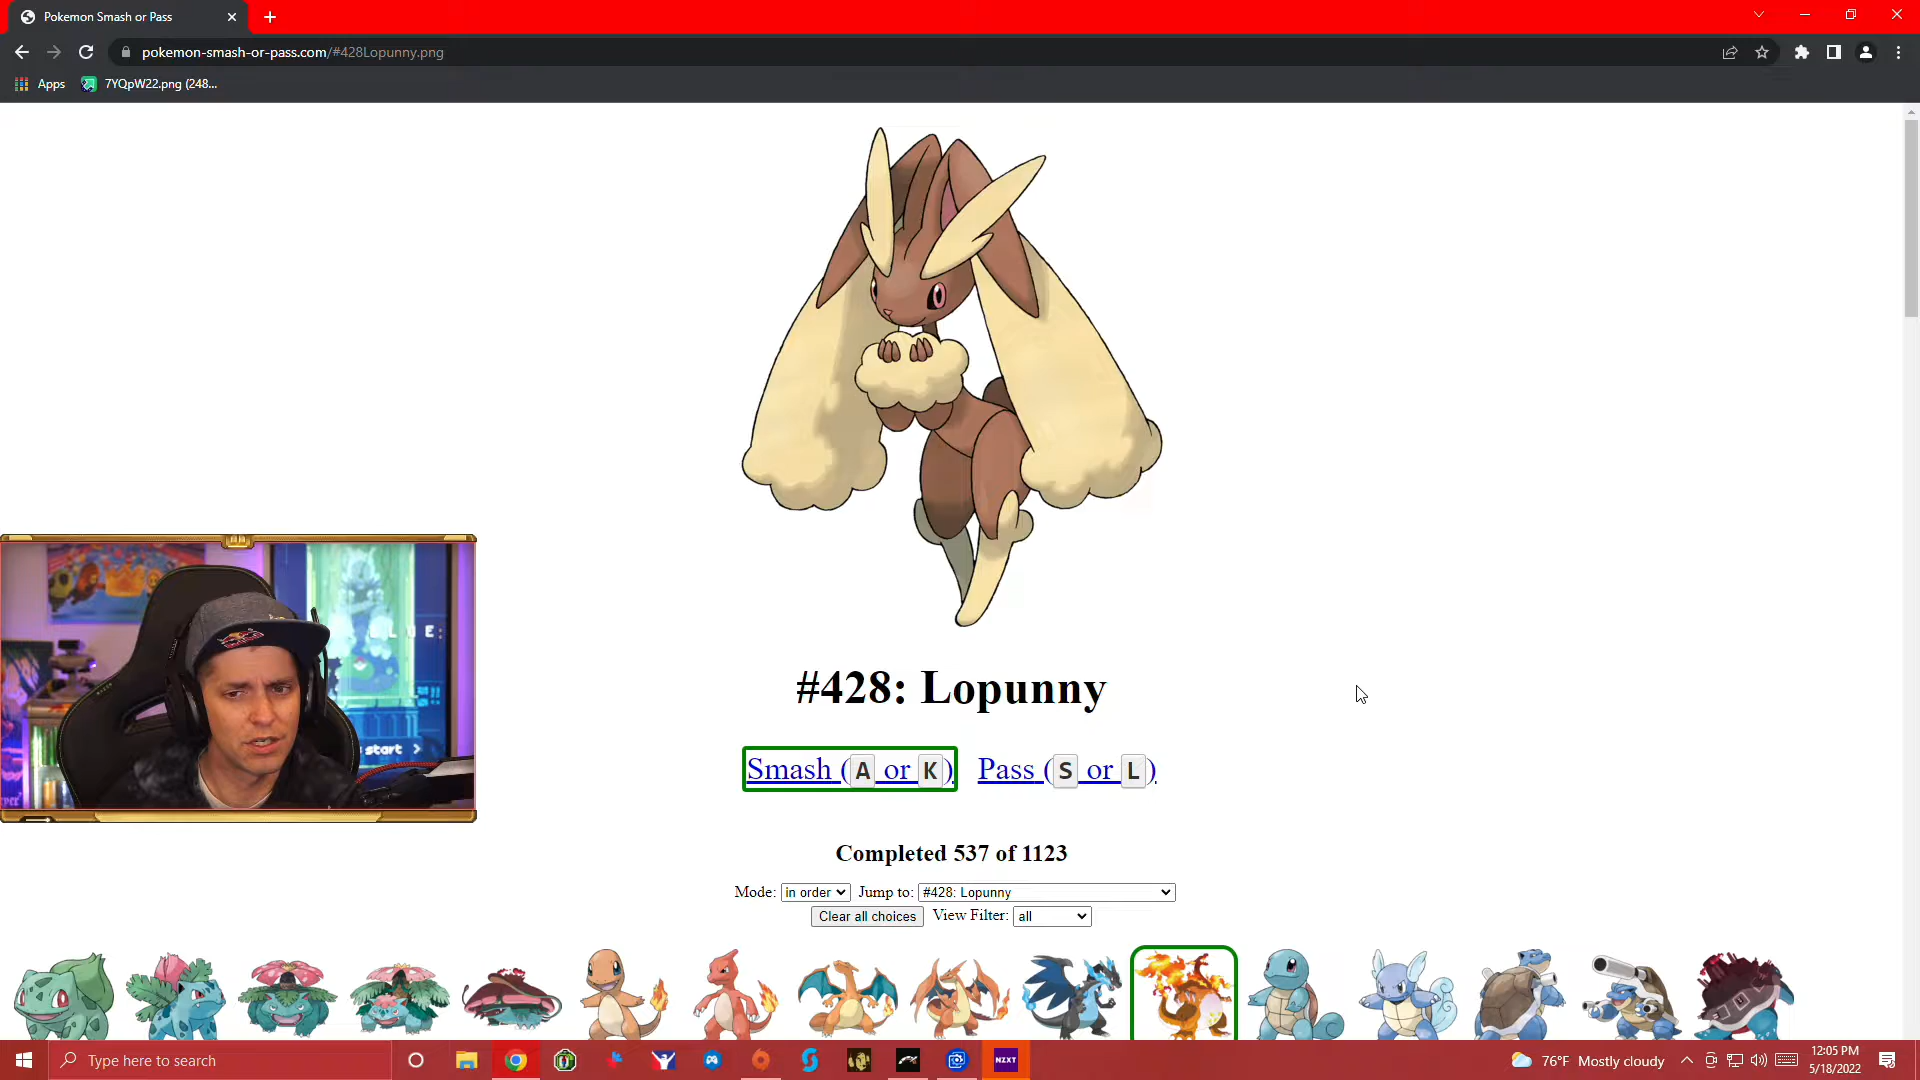 Pokemon Smash or Pass
pokemon-smash-or-pass.com/#428Lopunny.png
Apps
7YQpW22.png (248...
#428: Lopunny
Smash (A or K) Pass (S or L)
Completed 537 of 1123
Mode: in order Jump to: #428: Lopunny
Clear all choices View Filter: all
BLUE:
start >
Type here to search
NZXT
76°F Mostly cloudy
12:05 PM
5/18/2022